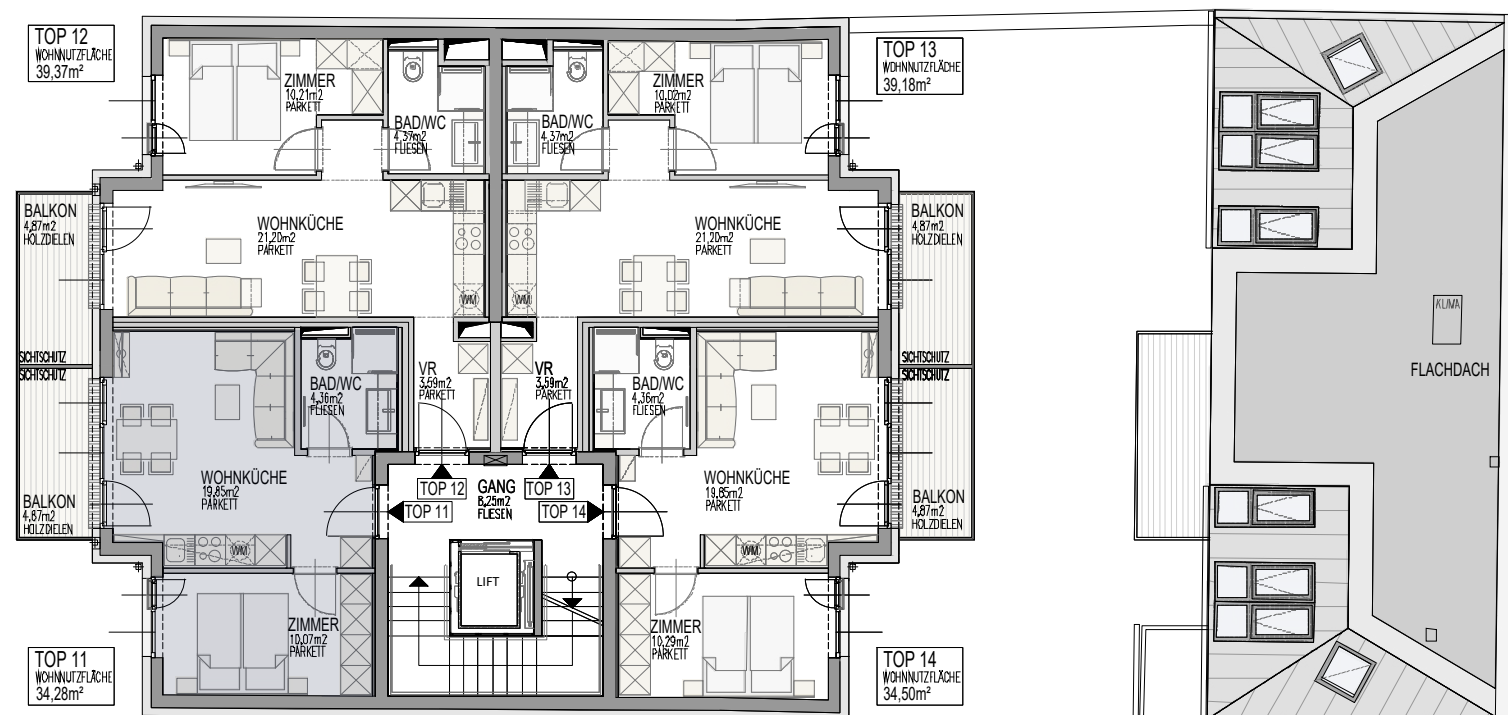 TOP 12
WOHNNUTZFLÄCHE
39,37m²
ZIMMER
10,21m2
PARKETT
BAD/WC
4,37m2
FLIESEN
BAD/WC
4,37m2
FLIESEN
ZIMMER
10,02m2
PARKETT
TOP 13
WOHNNUTZFLÄCHE
39,18m²
BALKON
4,87m2
HOLZDIELEN
WOHNKÜCHE
21,20m2
PARKETT
WM
WOHNKÜCHE
21,20m2
PARKETT
WM
BALKON
4,87m2
HOLZDIELEN
SICHTSCHUTZ
SICHTSCHUTZ
SICHTSCHUTZ
SICHTSCHUTZ
BAD/WC
4,36m2
FLIESEN
VR
3,59m2
PARKETT
VR
3,59m2
PARKETT
BAD/WC
4,36m2
FLIESEN
KLIMA
FLACHDACH
WOHNKÜCHE
19,85m2
PARKETT
BALKON
4,87m2
HOLZDIELEN
TOP 12
GANG
8,25m2
FLIESEN
TOP 13
TOP 11
TOP 14
WOHNKÜCHE
19,85m2
PARKETT
BALKON
4,87m2
HOLZDIELEN
WM
WM
LIFT
ZIMMER
10,07m2
PARKETT
ZIMMER
10,29m2
PARKETT
TOP 11
WOHNNUTZFLÄCHE
34,28m²
TOP 14
WOHNNUTZFLÄCHE
34,50m²